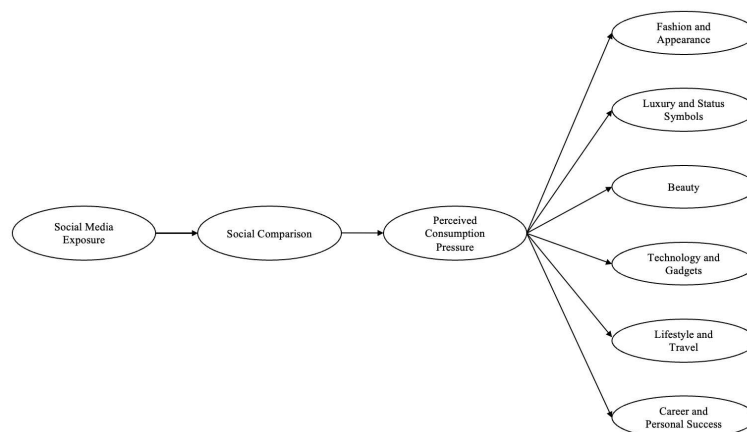 Social Media
Exposure
Social Comparison
Perceived
Consumption
Pressure
Fashion and
Appearance
Luxury and Status
Symbols
Beauty
Technology and
Gadgets
Lifestyle and
Travel
Career and
Personal Success